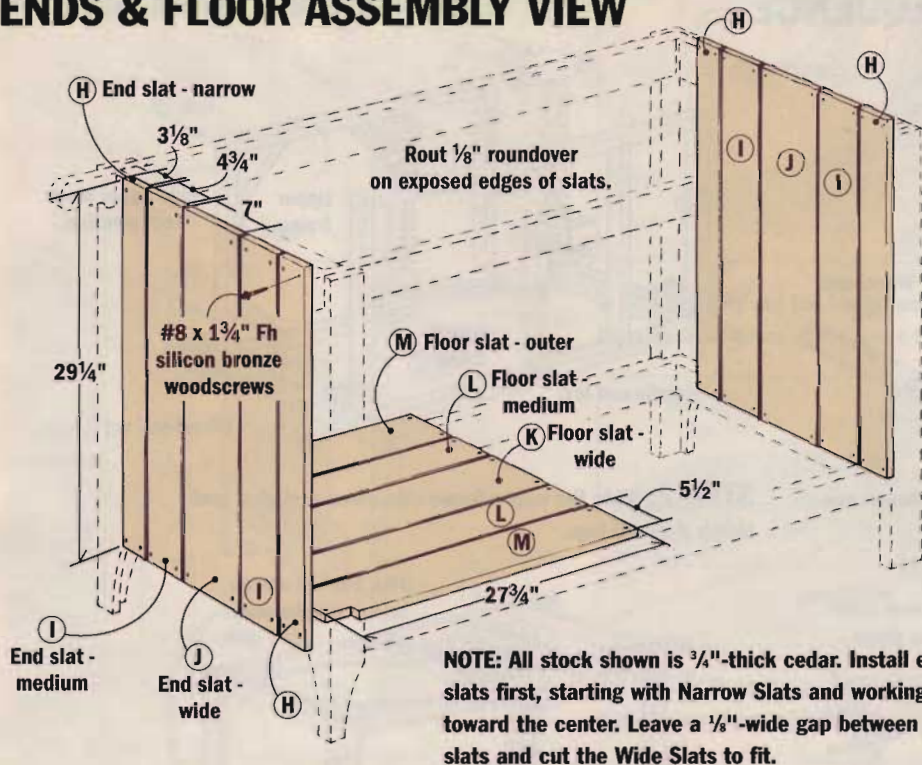 ENDS & FLOOR ASSEMBLY VIEW
H
H End slat - narrow
H
3⅛"
4¾"
7"
Rout ⅛" roundover
on exposed edges of slats.
I
J
I
#8 x 1¾" Fh
silicon bronze
woodscrews
29¼"
M Floor slat - outer
L Floor slat -
medium
K Floor slat -
wide
5½"
L
M
27¾"
I
I
End slat -
medium
J
End slat -
wide
H
NOTE: All stock shown is ¾"-thick cedar. Install
slats first, starting with Narrow Slats and working
toward the center. Leave a ⅛"-wide gap between
slats and cut the Wide Slats to fit.